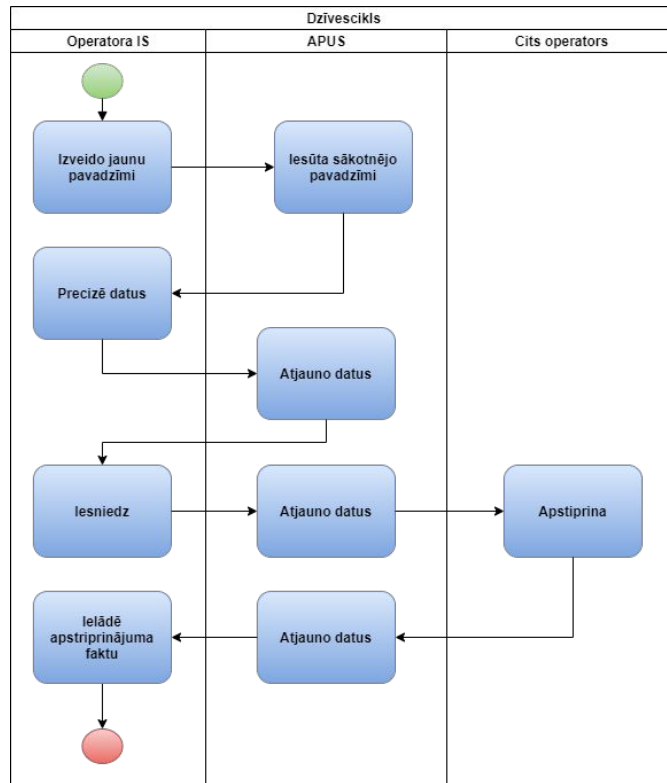 Dzīvescikls
Operatora IS
APUS
Cits operators
Izveido jaunu
pavadzīmi
Iesūta sākotnējo
pavadzīmi
Precizē datus
Atjauno datus
Iesniedz
Atjauno datus
Apstiprina
Ielādē
apstriprinājuma
faktu
Atjauno datus